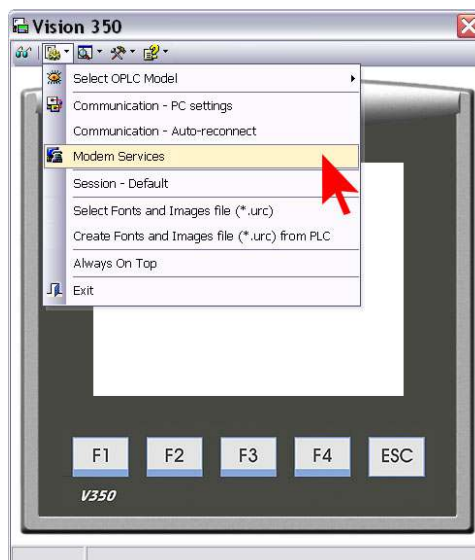 Vision 350
Select OPLC Model
Communication - PC settings
Communication - Auto-reconnect
Modem Services
Session - Default
Select Fonts and Images file (*.urc)
Create Fonts and Images file (*.urc) from PLC
Always On Top
Exit
F1 F2 F3 F4 ESC
V350